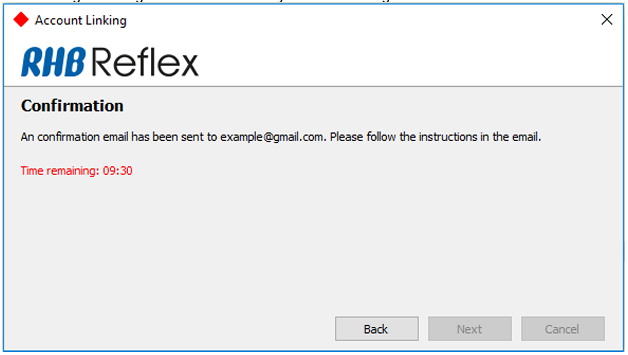 Account Linking
RHB Reflex
Confirmation
An confirmation email has been sent to example@gmail.com. Please follow the instructions in the email.
Time remaining: 09:30
Back Next Cancel